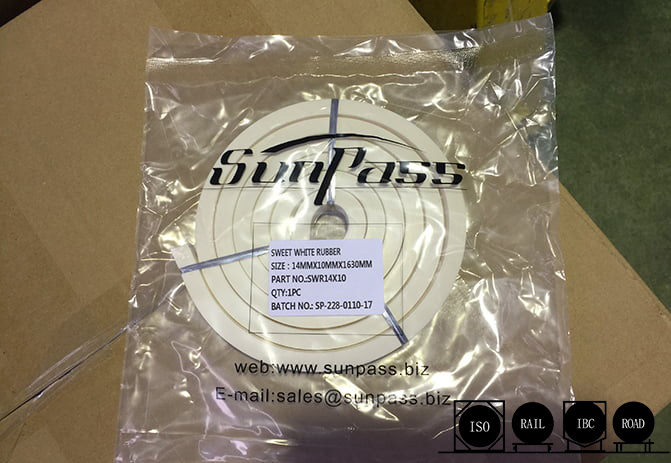 SunPass
SWEET WHITE RUBBER
SIZE : 14MMX10MMX1630MM
PART NO.:SWR14X10
QTY:1PC
BATCH NO.: SP-228-0110-17
web:www.sunpass.biz
E-mail:sales@sunpass.biz
ISO RAIL IBC ROAD